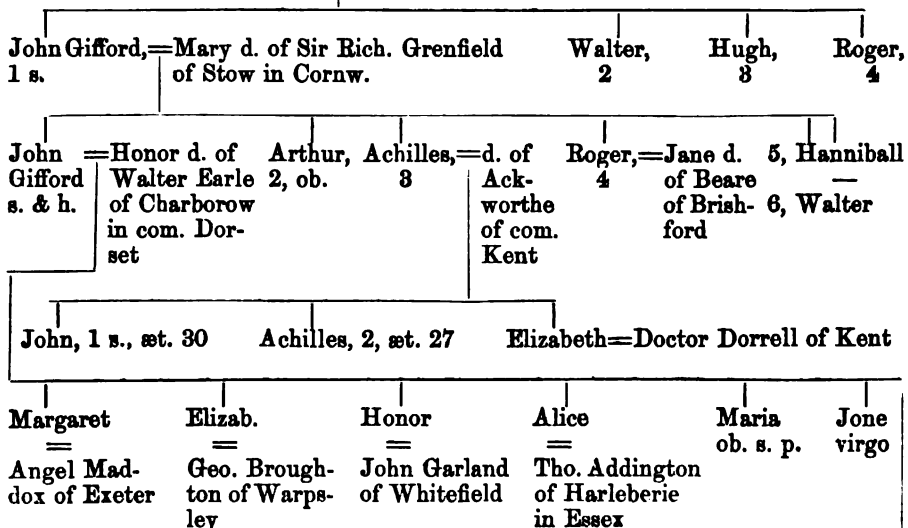 John Gifford,=Mary d. of Sir Rich. Grenfield Walter, Hugh, Roger,
1 s. of Stow in Cornw. 2 3 4
John =Honor d. of Arthur, Achilles,=d. of Roger,=Jane d. 5, Hanniball
Gifford Walter Earle 2, ob. 3 Ack- 4 of Beare —
s. & h. of Charborow worthe of Brish- 6, Walter
in com. Dor- of com. ford
set Kent
John, 1 s., æt. 30 Achilles, 2, æt. 27 Elizabeth=Doctor Dorrell of Kent
Margaret Elizab. Honor Alice Maria Jone
= = = = ob. s. p. virgo
Angel Mad- Geo. Brough- John Garland Tho. Addington
dox of Exeter ton of Warps- of Whitefield of Harleberie
ley in Essex